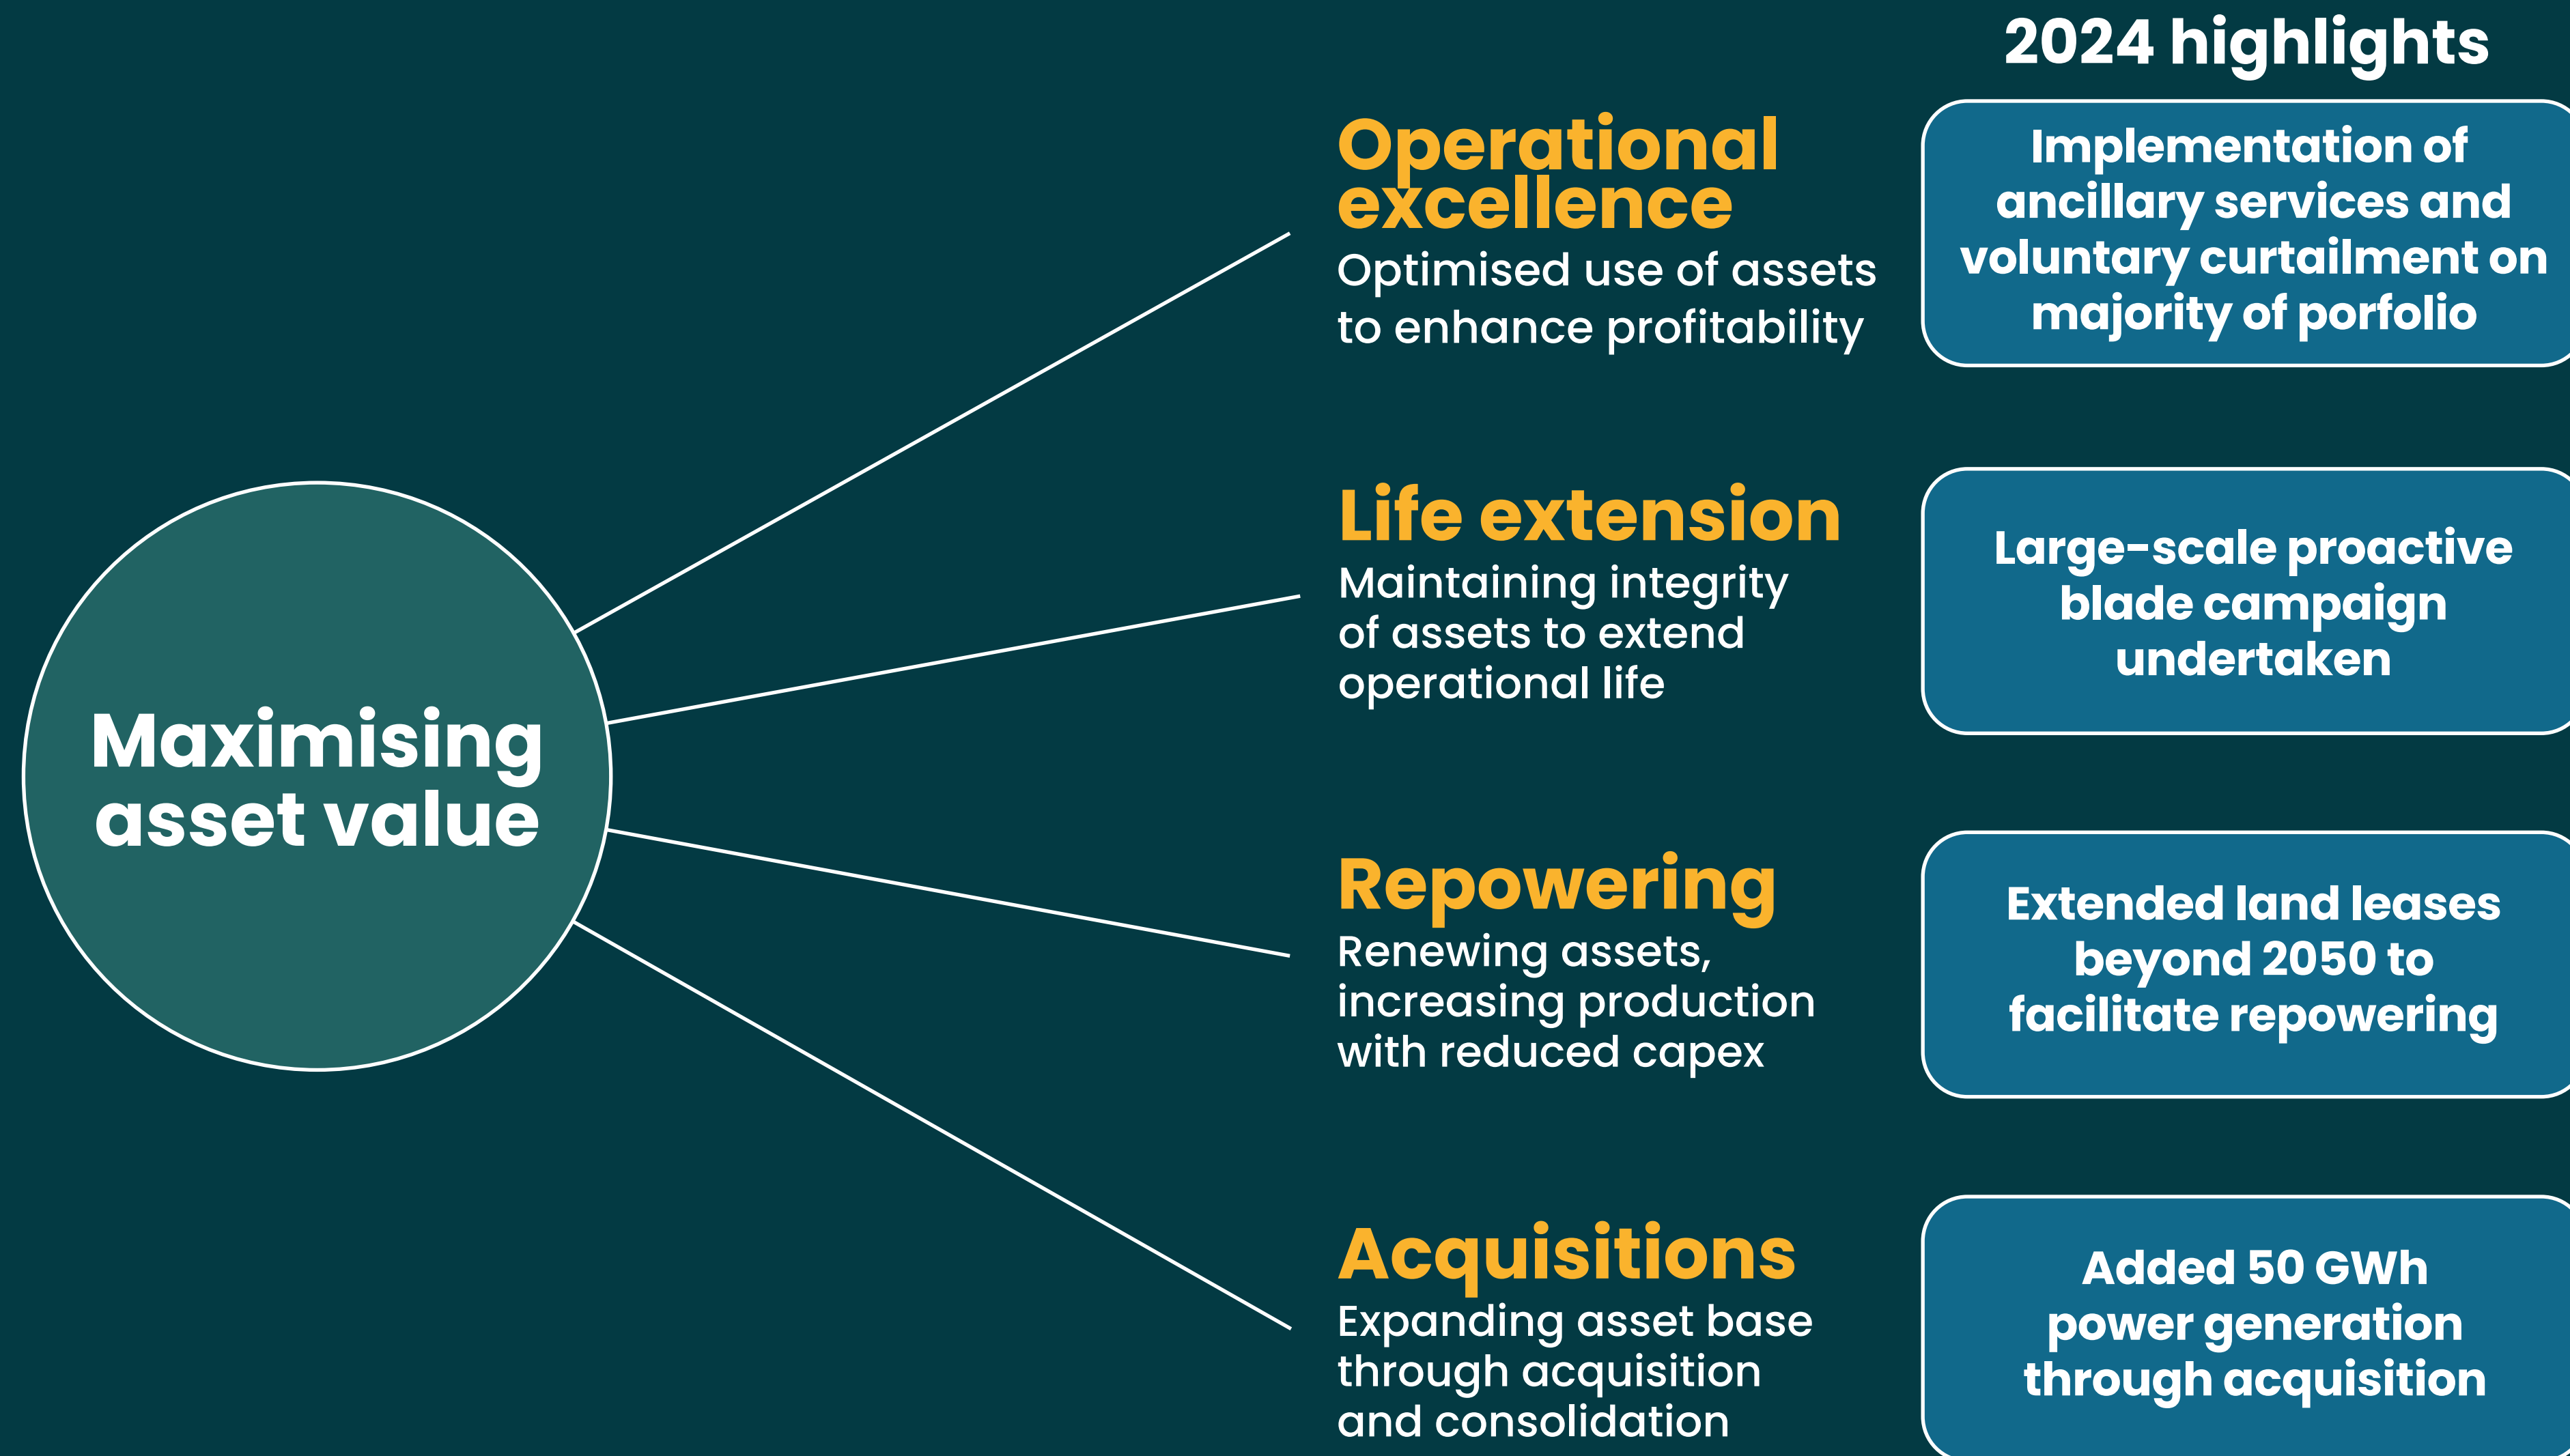 2024 highlights
Maximising
asset value
Operational
excellence
Optimised use of assets
to enhance profitability
Implementation of
ancillary services and
voluntary curtailment on
majority of porfolio
Life extension
Maintaining integrity
of assets to extend
operational life
Large-scale proactive
blade campaign
undertaken
Repowering
Renewing assets,
increasing production
with reduced capex
Extended land leases
beyond 2050 to
facilitate repowering
Acquisitions
Expanding asset base
through acquisition
and consolidation
Added 50 GWh
power generation
through acquisition